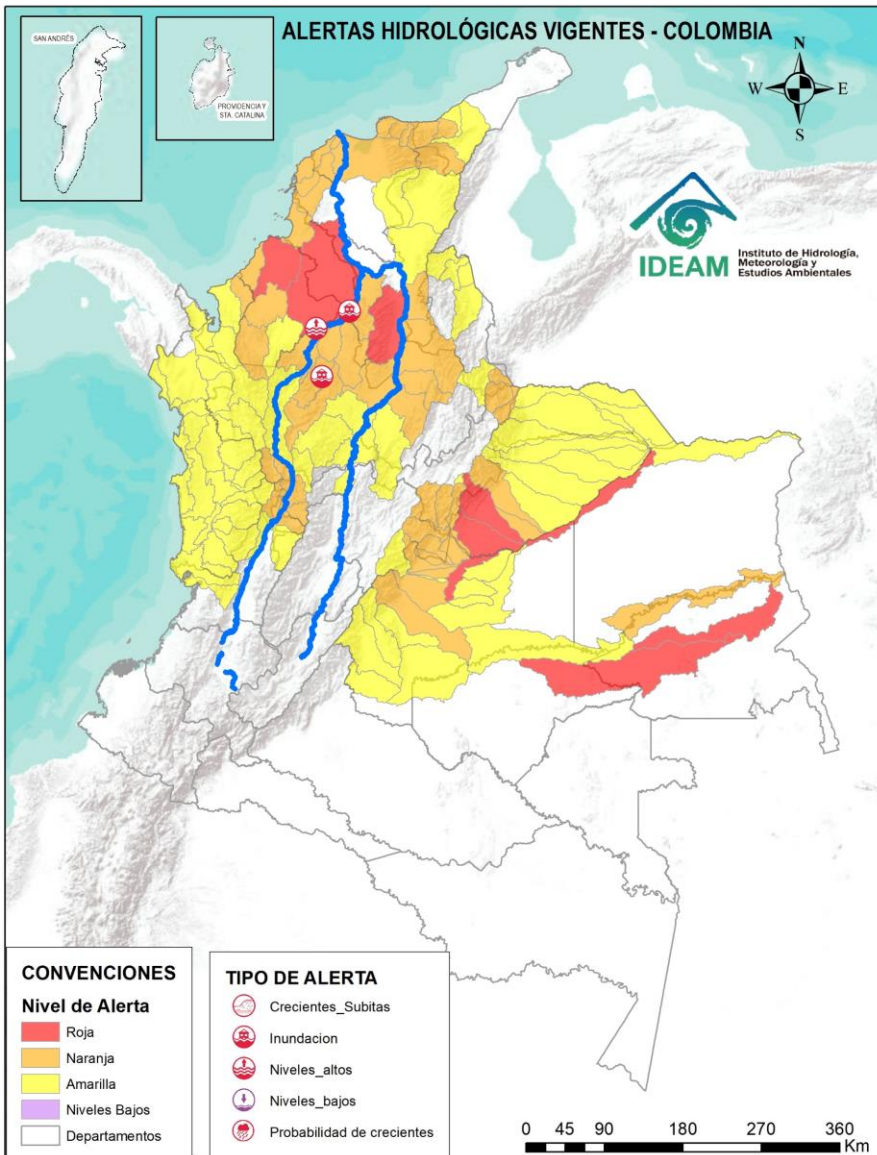 ALERTAS HIDROLÓGICAS VIGENTES - COLOMBIA
SAN ANDRÉS
PROVIDENCIA Y
STA. CATALINA
N
W E
S
IDEAM
Instituto de Hidrología,
Meteorología y
Estudios Ambientales
CONVENCIONES
Nivel de Alerta
Roja
Naranja
Amarilla
Niveles Bajos
Departamentos
TIPO DE ALERTA
Crecientes_Subitas
Inundacion
Niveles_altos
Niveles_bajos
Probabilidad de crecientes
0 45 90 180 270 360
Km